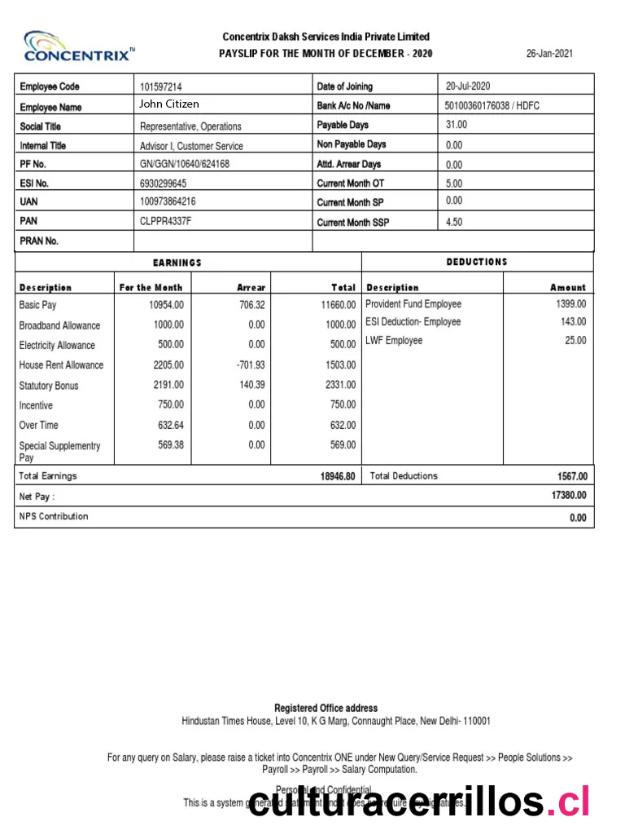 CONCENTRIX TM
Concentrix Daksh Services India Private Limited
PAYSLIP FOR THE MONTH OF DECEMBER - 2020
26-Jan-2021
Employee Code 101597214 Date of Joining 20-Jul-2020
Employee Name John Citizen Bank A/c No /Name 50100360176038 / HDFC
Social Title Representative, Operations Payable Days 31.00
Internal Title Advisor I, Customer Service Non Payable Days 0.00
PF No. GN/GGN/10640/624168 Attd. Arrear Days 0.00
ESI No. 6930299645 Current Month OT 5.00
UAN 100973864216 Current Month SP 0.00
PAN CLPPR4337F Current Month SSP 4.50
PRAN No.
EARNINGS DEDUCTIONS
Description For the Month Arrear Total Description Amount
Basic Pay 10954.00 706.32 11660.00 Provident Fund Employee 1399.00
Broadband Allowance 1000.00 0.00 1000.00 ESI Deduction- Employee 143.00
Electricity Allowance 500.00 0.00 500.00 LWF Employee 25.00
House Rent Allowance 2205.00 -701.93 1503.00
Statutory Bonus 2191.00 140.39 2331.00
Incentive 750.00 0.00 750.00
Over Time 632.64 0.00 632.00
Special Supplementry 569.38 0.00 569.00
Pay
Total Earnings 18946.80 Total Deductions 1567.00
Net Pay : 17380.00
NPS Contribution 0.00
Registered Office address
Hindustan Times House, Level 10, K G Marg, Connaught Place, New Delhi- 110001
For any query on Salary, please raise a ticket into Concentrix ONE under New Query/Service Request >> People Solutions >>
Payroll >> Payroll >> Salary Computation.
Personal and Confidential
This is a system generated statement and does not require any signatures.
culturacerrillos.cl